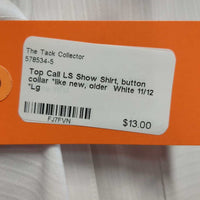 The Tack Collector
578534-5
Top Call LS Show Shirt, button
collar *like new, older  White 11/12
*Lg
FJ7FVN
$13.00